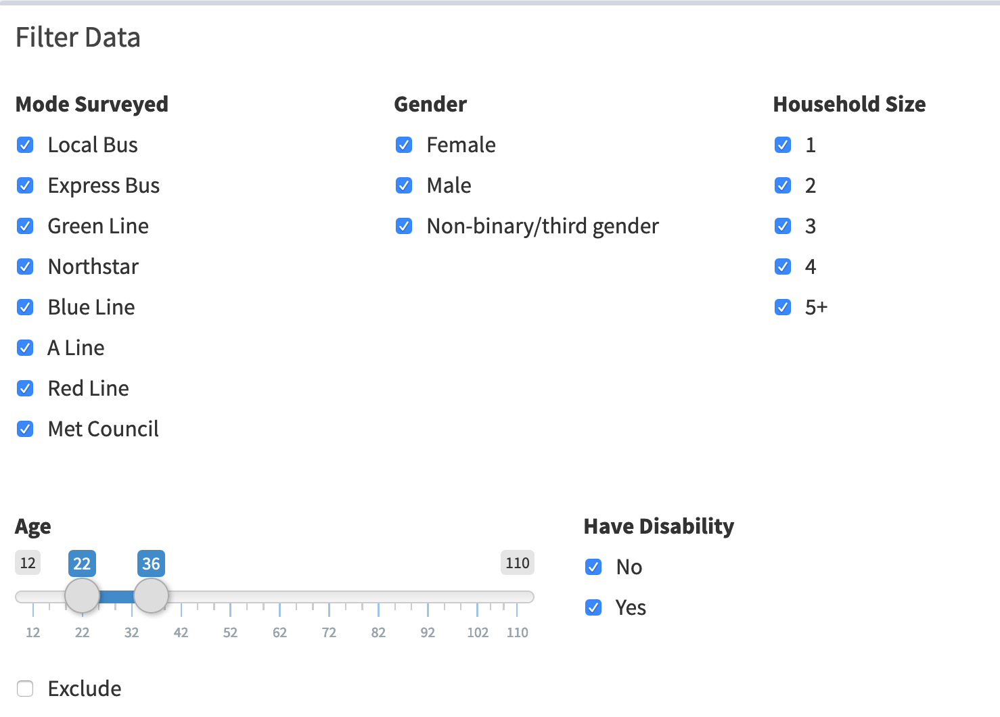 Filter Data
Mode Surveyed
Local Bus
Express Bus
Green Line
Northstar
Blue Line
A Line
Red Line
Met Council
Gender
Female
Male
Non-binary/third gender
Household Size
1
2
3
4
5+
Age
12 22 36 110
12 22 32 42 52 62 72 82 92 102 110
Exclude
Have Disability
No
Yes